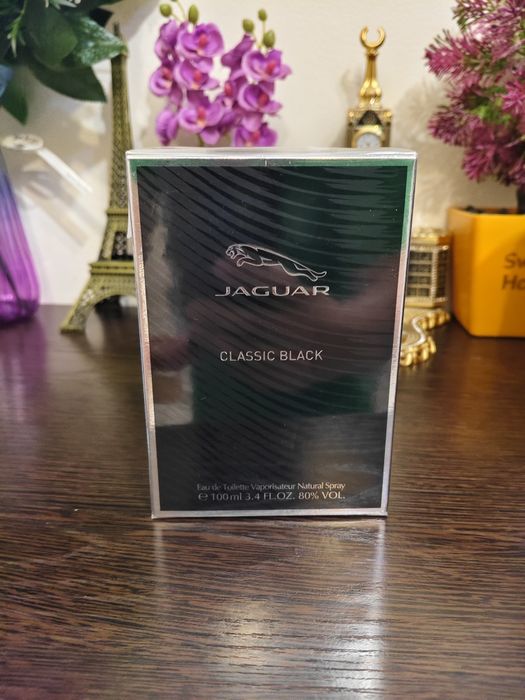 JAGUAR
CLASSIC BLACK
Eau de Toilette Vaporisateur Natural Spray
℮ 100 ml 3.4 FL.OZ. 80% VOL.